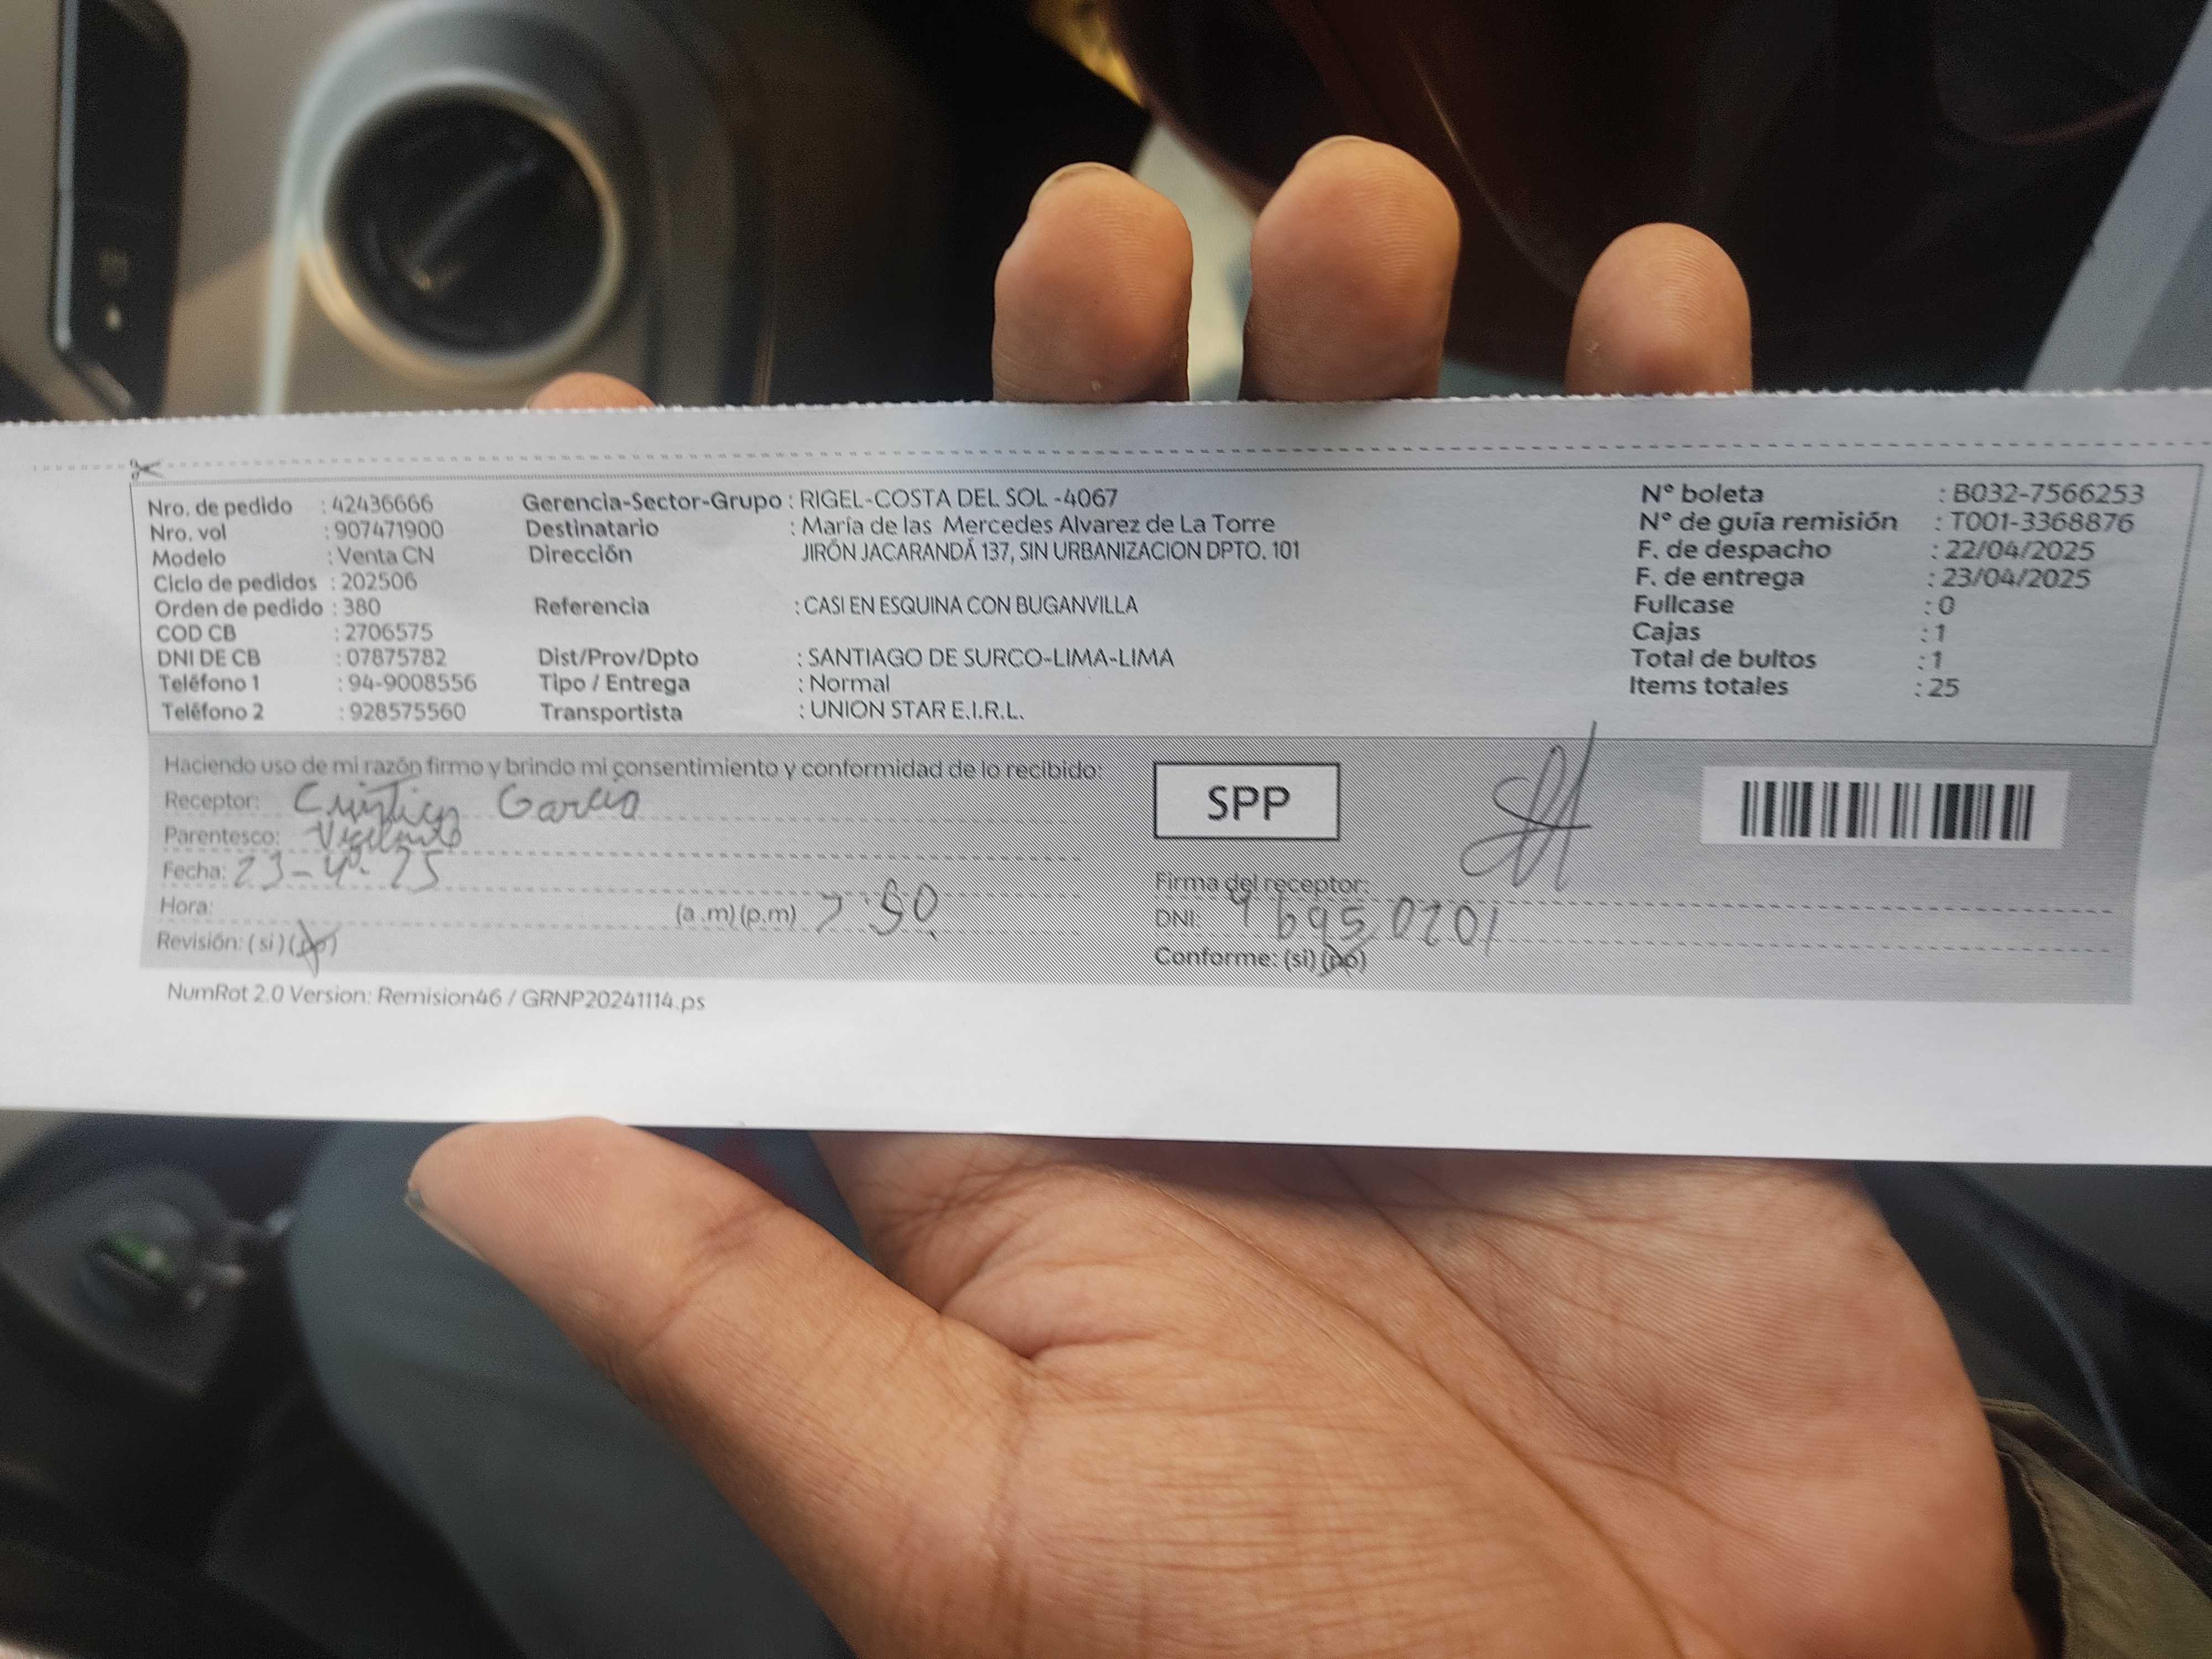 Nro. de pedido : 42436666 Gerencia-Sector-Grupo : RIGEL-COSTA DEL SOL -4067 N° boleta : B032-7566253
Nro. vol : 907471900 Destinatario : María de las Mercedes Alvarez de La Torre N° de guía remisión : T001-3368876
Modelo : Venta CN Dirección JIRÓN JACARANDÁ 137, SIN URBANIZACION DPTO. 101 F. de despacho : 22/04/2025
Ciclo de pedidos : 202506 F. de entrega : 23/04/2025
Orden de pedido : 380 Referencia : CASI EN ESQUINA CON BUGANVILLA Fullcase : 0
COD CB : 2706575 Cajas : 1
DNI DE CB : 07875782 Dist/Prov/Dpto : SANTIAGO DE SURCO-LIMA-LIMA Total de bultos : 1
Teléfono 1 : 94-9008556 Tipo / Entrega : Normal Items totales : 25
Teléfono 2 : 928575560 Transportista : UNION STAR E.I.R.L.
Haciendo uso de mi razón firmo y brindo mi consentimiento y conformidad de lo recibido:
SPP
Receptor: Garcia
Parentesco: Vigilante
Fecha: 23-4-25
Firma del receptor:
Hora: (a.m) (p.m) 7:50
DNI:
Revisión: (si) (no)
Conforme: (si) (no)
NumRot 2.0 Version: Remision46 / GRNP20241114.ps